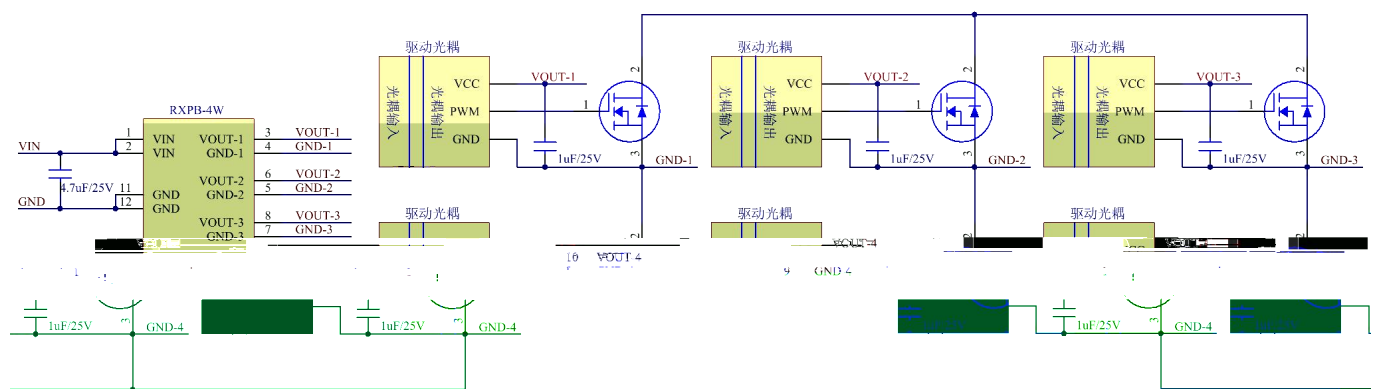 驱动光耦
驱动光耦
驱动光耦
2
2
2
VCC
VOUT-1
VCC
VOUT-2
VCC
VOUT-3
光耦输入
光耦输出
PWM
1
光耦输入
光耦输出
PWM
1
光耦输入
光耦输出
PWM
1
GND
GND
GND
3
3
3
1uF/25V
GND-1
1uF/25V
GND-2
1uF/25V
GND-3
RXPB-4W
VIN
1
VIN
VOUT-1
3
VOUT-1
2
VIN
GND-1
4
GND-1
4.7uF/25V
VOUT-2
6
VOUT-2
11
GND
GND-2
5
GND-2
GND
12
GND
VOUT-3
8
VOUT-3
GND-3
7
GND-3
驱动光耦
驱动光耦
驱动光耦
2
2
2
VOUT-4
10
VOUT-4
9
GND-4
1uF/25V
3
GND-4
1uF/25V
3
GND-4
1uF/25V
3
GND-4